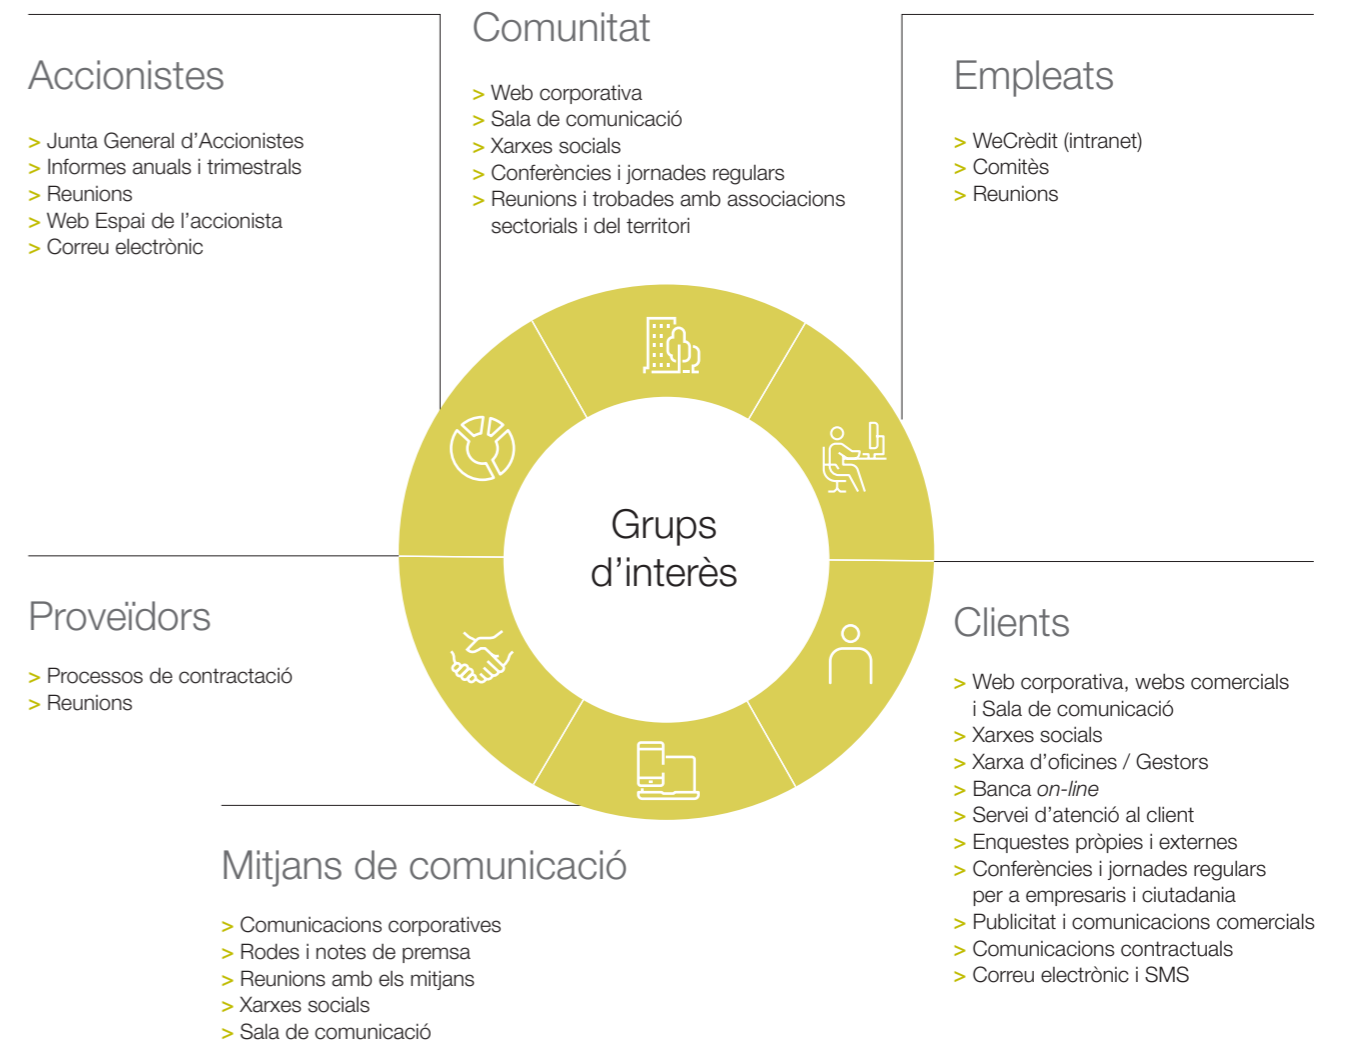 Accionistes
> Junta General d’Accionistes
> Informes anuals i trimestrals
> Reunions
> Web Espai de l’accionista
> Correu electrònic
Comunitat
> Web corporativa
> Sala de comunicació
> Xarxes socials
> Conferències i jornades regulars
> Reunions i trobades amb associacions
sectorials i del territori
Empleats
> WeCrèdit (intranet)
> Comitès
> Reunions
Grups
d’interès
Proveïdors
> Processos de contractació
> Reunions
Clients
> Web corporativa, webs comercials
i Sala de comunicació
> Xarxes socials
> Xarxa d’oficines / Gestors
> Banca on-line
> Servei d’atenció al client
> Enquestes pròpies i externes
> Conferències i jornades regulars
per a empresaris i ciutadania
> Publicitat i comunicacions comercials
> Comunicacions contractuals
> Correu electrònic i SMS
Mitjans de comunicació
> Comunicacions corporatives
> Rodes i notes de premsa
> Reunions amb els mitjans
> Xarxes socials
> Sala de comunicació